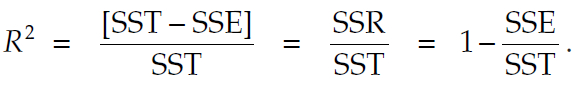 R² = [SST – SSE] / SST = SSR / SST = 1 – SSE / SST .